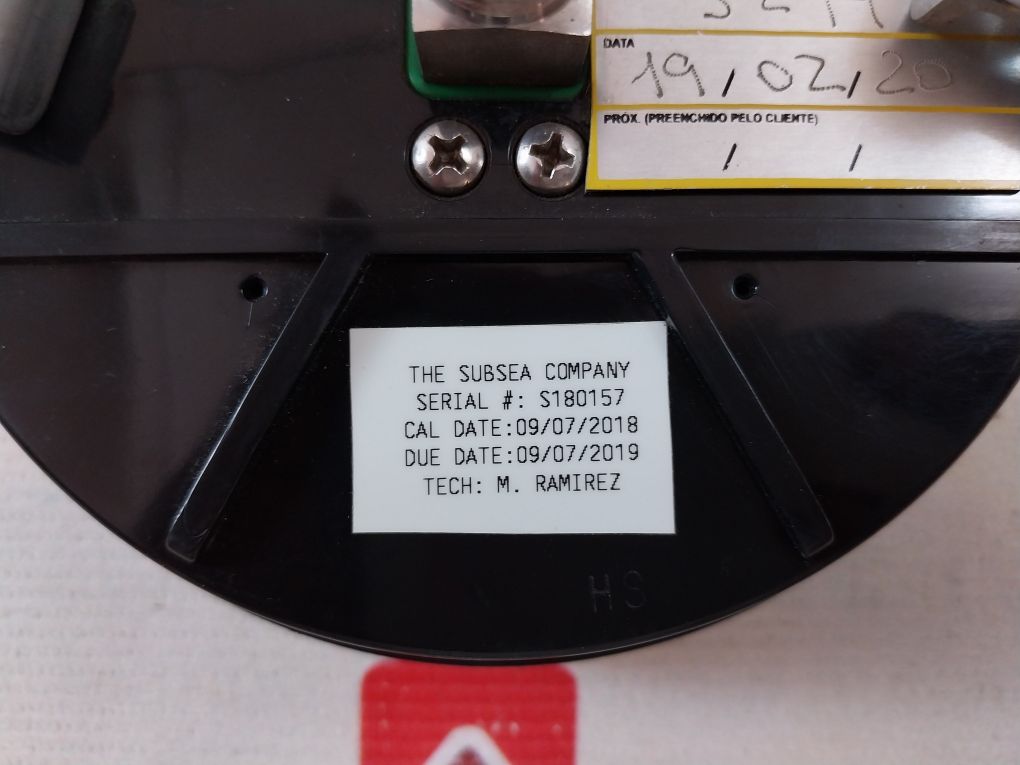 DATA
19/02/20
PRÓX. (PREENCHIDO PELO CLIENTE)
/ /
THE SUBSEA COMPANY
SERIAL #: S180157
CAL DATE:09/07/2018
DUE DATE:09/07/2019
TECH: M. RAMIREZ
HS